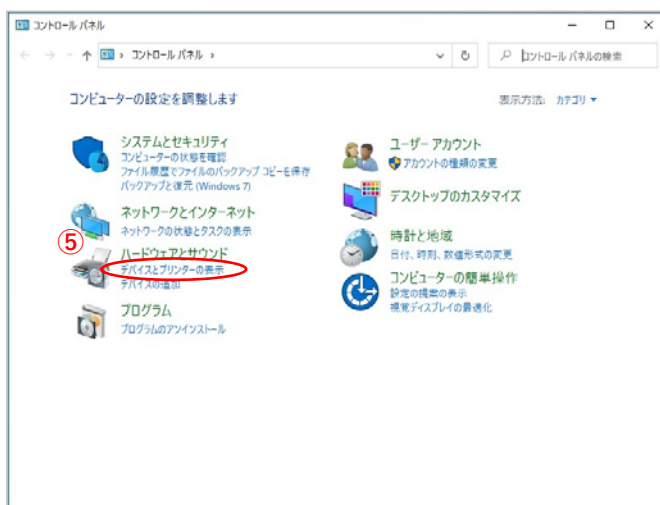 コントロール パネル
コントロール パネル
コントロール パネルの検索
コンピューターの設定を調整します
表示方法: カテゴリ
システムとセキュリティ
コンピューターの状態を確認
ファイル履歴でファイルのバックアップ コピーを保存
バックアップと復元 (Windows 7)
ネットワークとインターネット
ネットワークの状態とタスクの表示
⑤
ハードウェアとサウンド
デバイスとプリンターの表示
デバイスの追加
プログラム
プログラムのアンインストール
ユーザー アカウント
アカウントの種類の変更
デスクトップのカスタマイズ
時計と地域
日付、時刻、数値形式の変更
コンピューターの簡単操作
設定の提案の表示
視覚ディスプレイの最適化